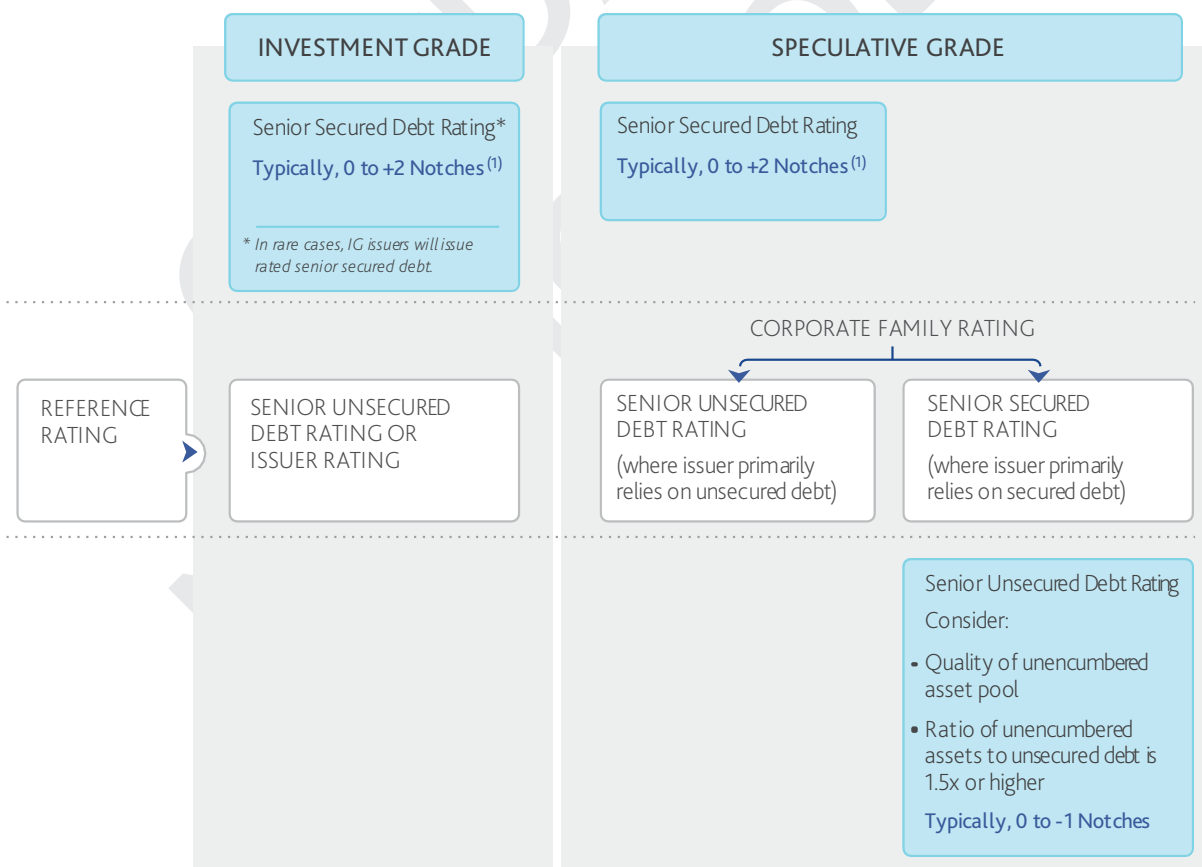 INVESTMENT GRADE
SPECULATIVE GRADE
Senior Secured Debt Rating*
Typically, 0 to +2 Notches (1)
* In rare cases, IG issuers will issue
rated senior secured debt.
Senior Secured Debt Rating
Typically, 0 to +2 Notches (1)
CORPORATE FAMILY RATING
REFERENCE
RATING
SENIOR UNSECURED
DEBT RATING OR
ISSUER RATING
SENIOR UNSECURED
DEBT RATING
(where issuer primarily
relies on unsecured debt)
SENIOR SECURED
DEBT RATING
(where issuer primarily
relies on secured debt)
Senior Unsecured Debt Rating
Consider:
• Quality of unencumbered
asset pool
• Ratio of unencumbered
assets to unsecured debt is
1.5x or higher
Typically, 0 to -1 Notches